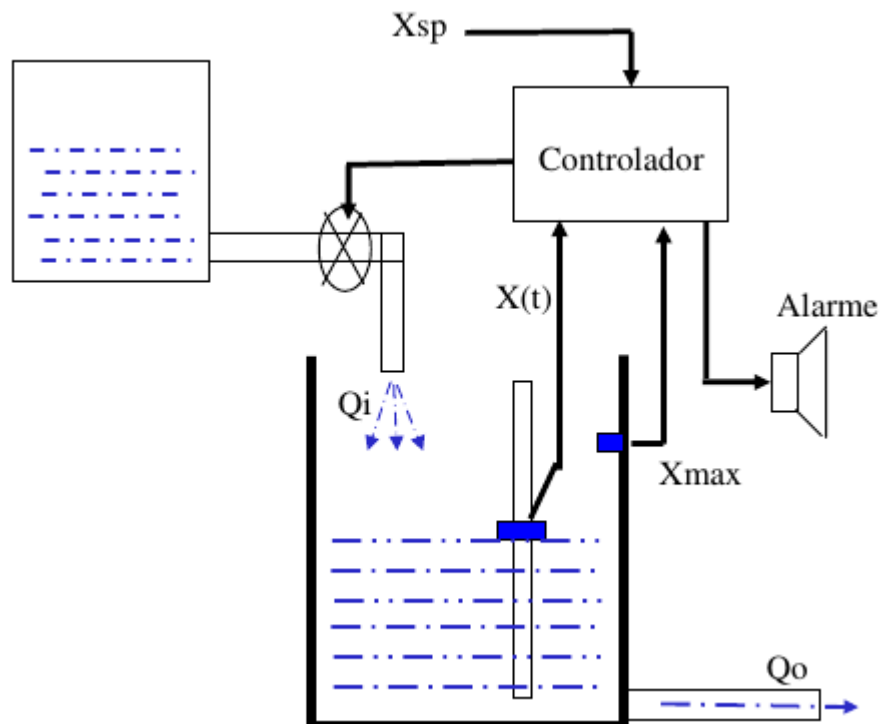 Xsp
Controlador
X(t)
Alarme
Qi
Xmax
Qo